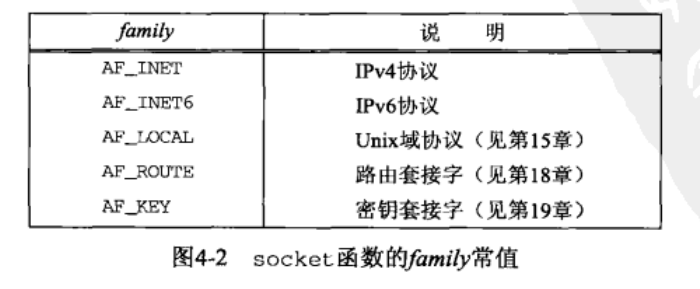 family 说 明
AF_INET IPv4协议
AF_INET6 IPv6协议
AF_LOCAL Unix域协议（见第15章）
AF_ROUTE 路由套接字（见第18章）
AF_KEY 密钥套接字（见第19章）
图4-2 socket函数的family常值